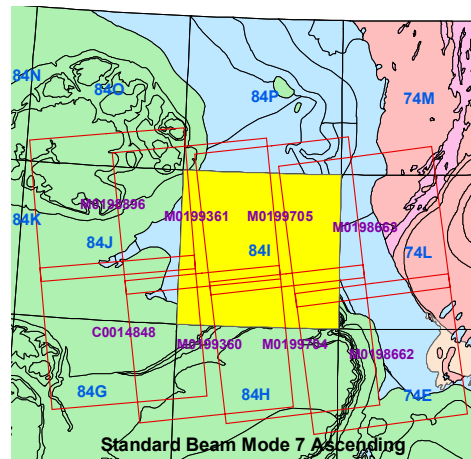 84N
84O
84P
74M
M0198896
M0199361
M0199705
M0198663
84K
84J
84I
74L
C0014848
M0199360
M0199704
M0198662
84G
84H
74E
Standard Beam Mode 7 Ascending